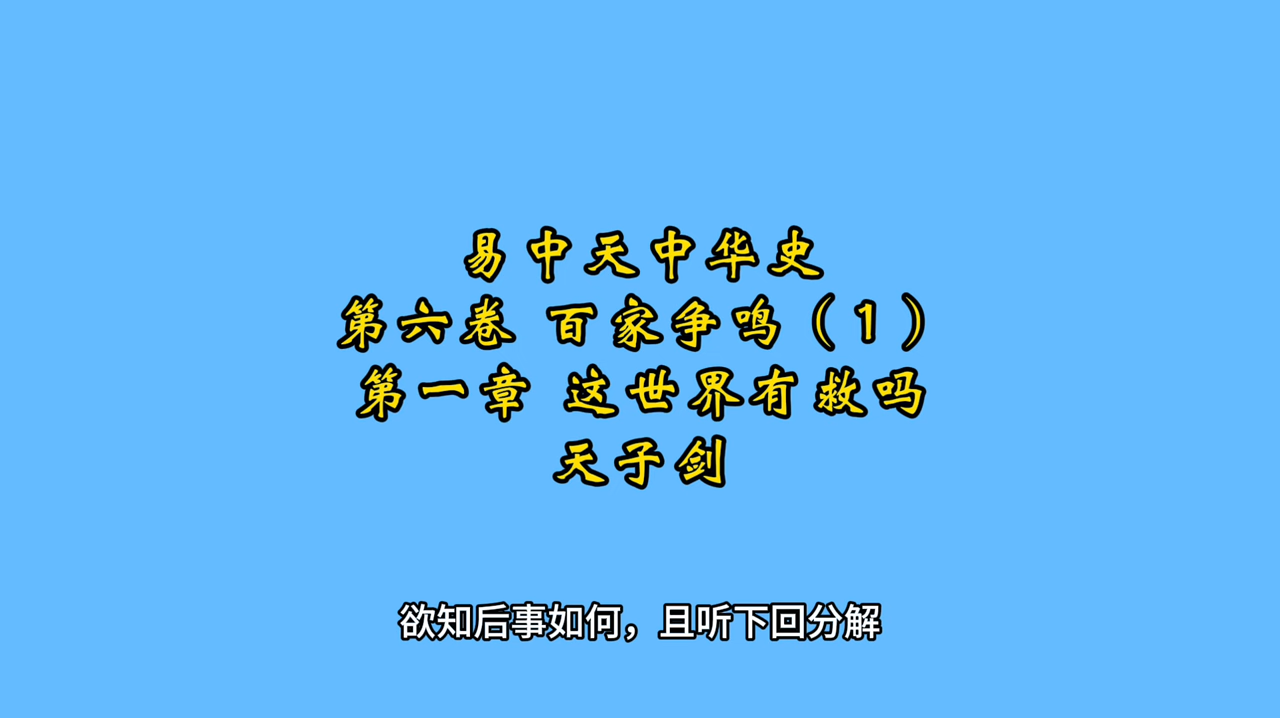 易中天中华史
第六卷 百家争鸣（1）
第一章 这世界有救吗
天子剑
欲知后事如何，且听下回分解